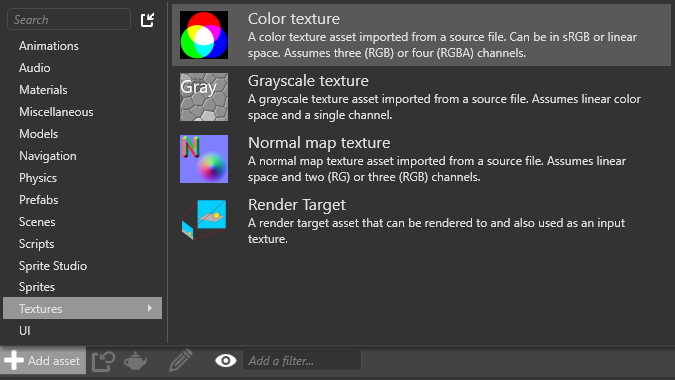 Search
Animations
Audio
Materials
Miscellaneous
Models
Navigation
Physics
Prefabs
Scenes
Scripts
Sprite Studio
Sprites
Textures
UI
Color texture
A color texture asset imported from a source file. Can be in sRGB or linear
space. Assumes three (RGB) or four (RGBA) channels.
Gray
Grayscale texture
A grayscale texture asset imported from a source file. Assumes linear color
space and a single channel.
N
Normal map texture
A normal map texture asset imported from a source file. Assumes linear
space and two (RG) or three (RGB) channels.
Render Target
A render target asset that can be rendered to and also used as an input
texture.
Add asset
Add a filter...